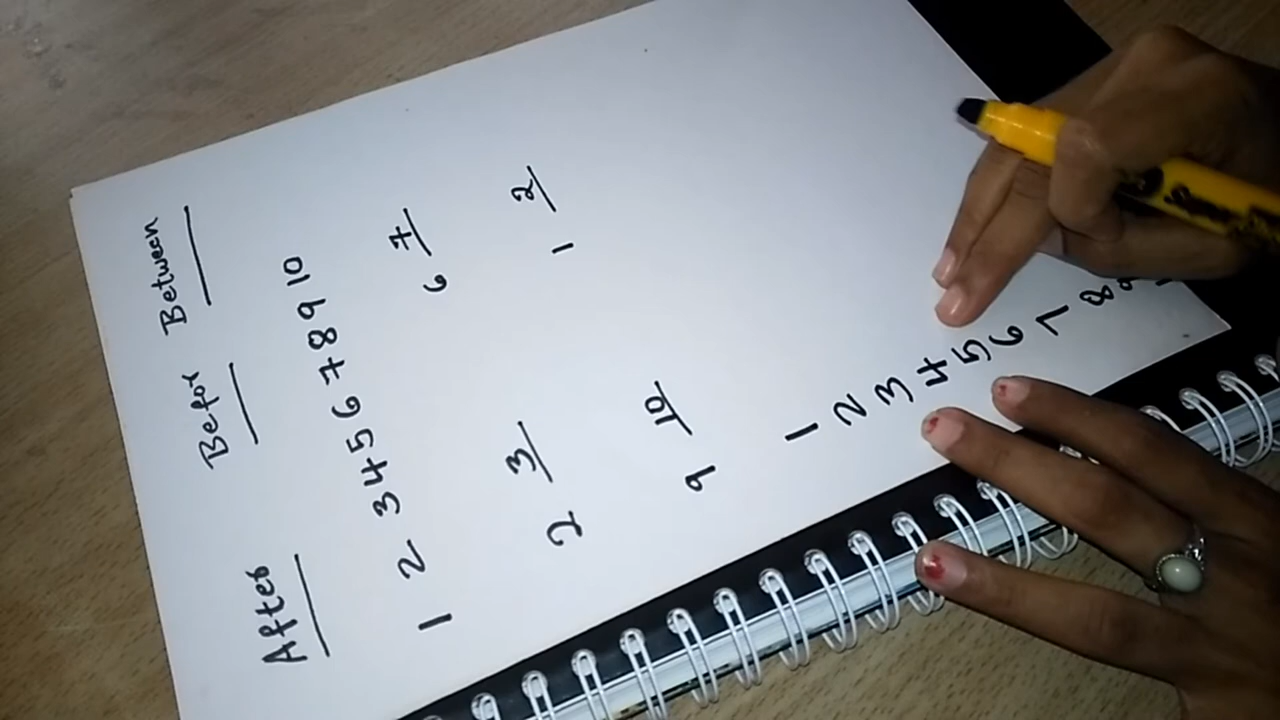 After Befor Between
1 2 3 4 5 6 7 8 9 10
2 3 6 7
9 10 1 2
1 2 3 4 5 6 7 8 9